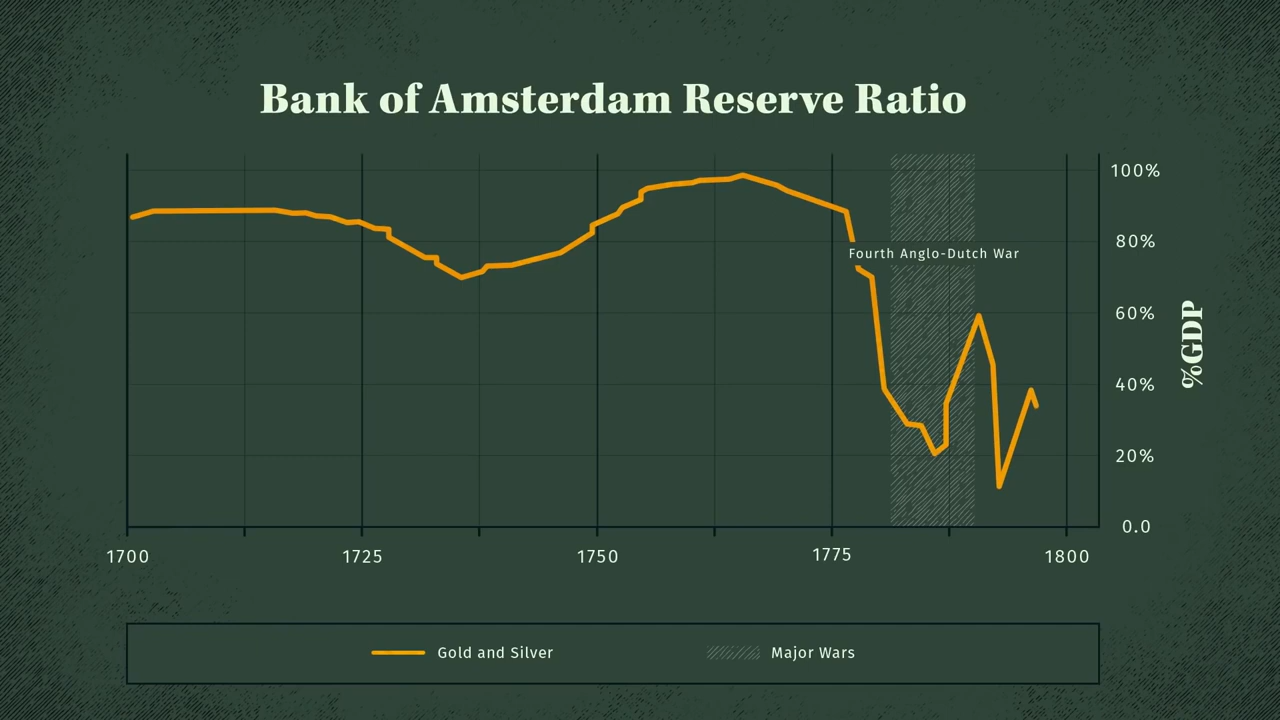 Bank of Amsterdam Reserve Ratio
100%
80%
Fourth Anglo-Dutch War
60%
%GDP
40%
20%
0.0
1700 1725 1750 1775 1800
Gold and Silver Major Wars